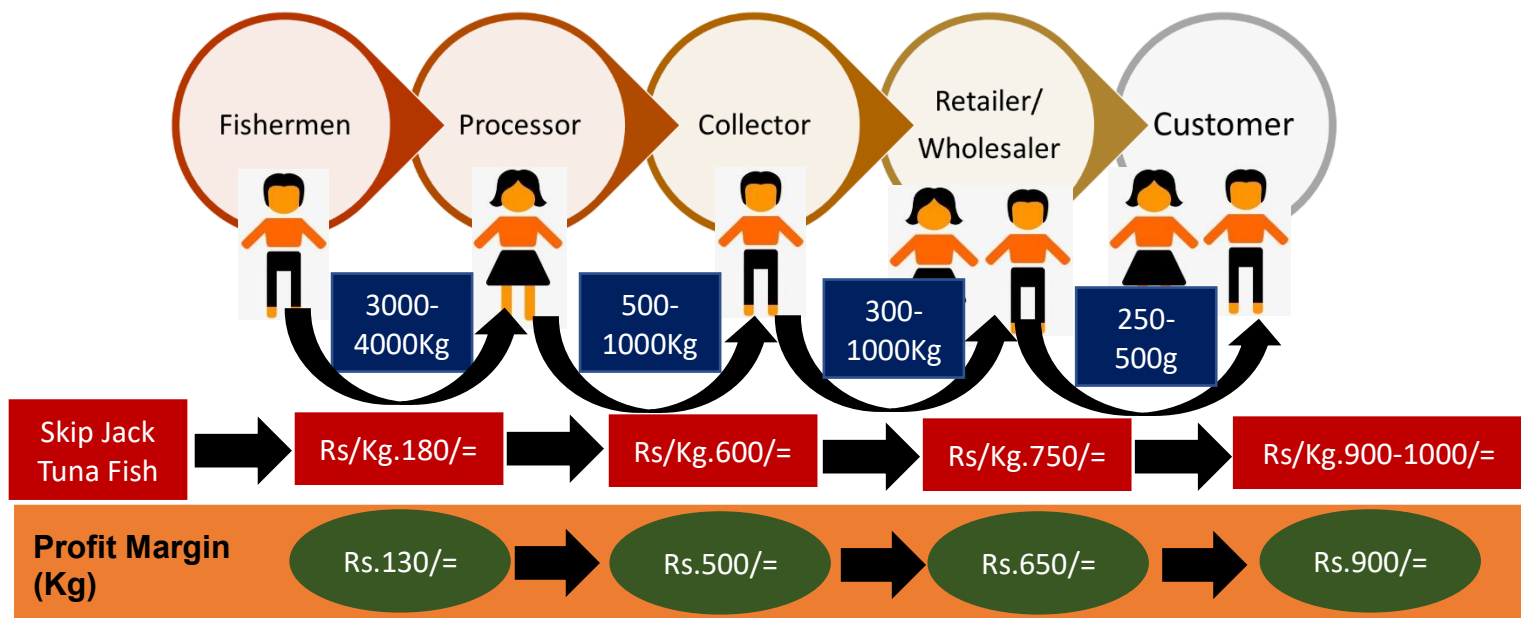 Fishermen
Processor
Collector
Retailer/
Wholesaler
Customer
3000-
4000Kg
500-
1000Kg
300-
1000Kg
250-
500g
Skip Jack
Tuna Fish
Rs/Kg.180/=
Rs/Kg.600/=
Rs/Kg.750/=
Rs/Kg.900-1000/=
Profit Margin
(Kg)
Rs.130/=
Rs.500/=
Rs.650/=
Rs.900/=